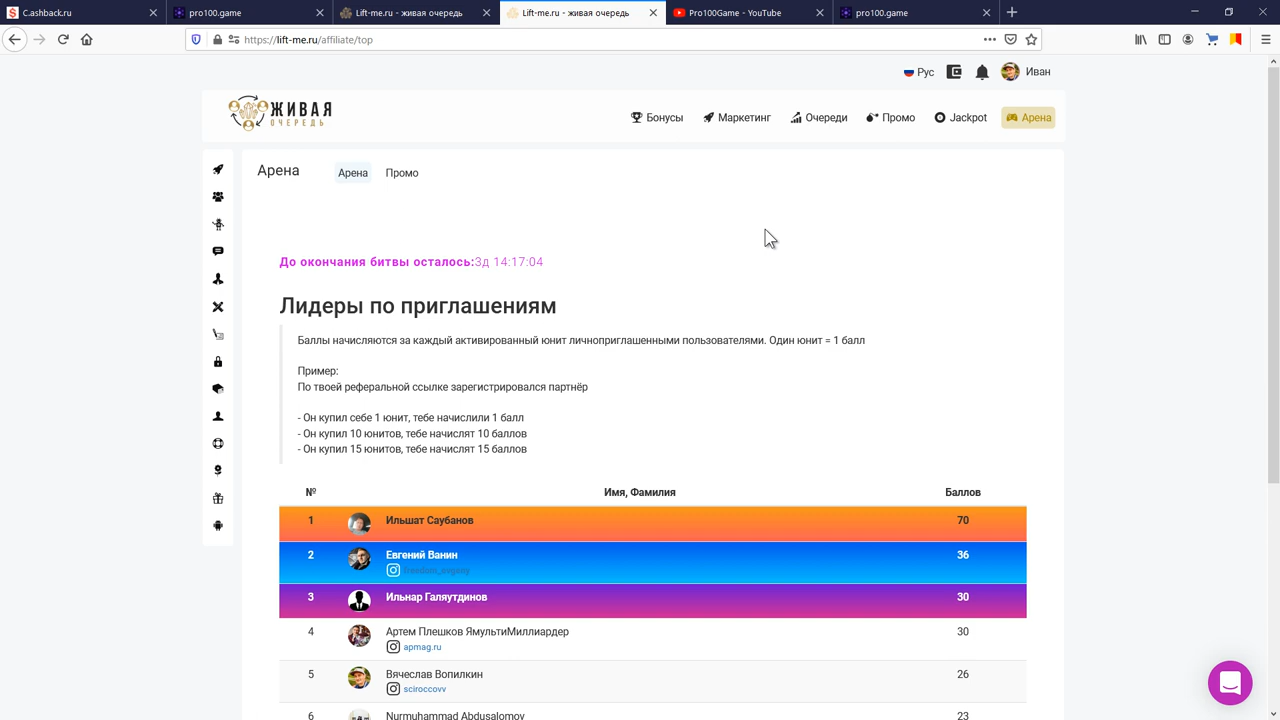 C.ashback.ru
pro100.game
Lift-me.ru - живая очередь
Lift-me.ru - живая очередь
Pro100Game - YouTube
pro100.game
https://lift-me.ru/affiliate/top
Рус
Иван
ЖИВАЯ
ОЧЕРЕДЬ
Бонусы
Маркетинг
Очереди
Промо
Jackpot
Арена
Арена
Арена
Промо
До окончания битвы осталось:3д 14:17:04
Лидеры по приглашениям
Баллы начисляются за каждый активированный юнит личноприглашенными пользователями. Один юнит = 1 балл
Пример:
По твоей реферальной ссылке зарегистрировался партнёр
- Он купил себе 1 юнит, тебе начислили 1 балл
- Он купил 10 юнитов, тебе начислят 10 баллов
- Он купил 15 юнитов, тебе начислят 15 баллов
№ Имя, Фамилия Баллов
1 Ильшат Саубанов 70
2 Евгений Ванин 36
freedom_evgeny
3 Ильнар Галяутдинов 30
4 Артем Плешков ЯмультиМиллиардер 30
apmag.ru
5 Вячеслав Вопилкин 26
sciroccovv
6 Nurmuhammad Abdusalomov 23